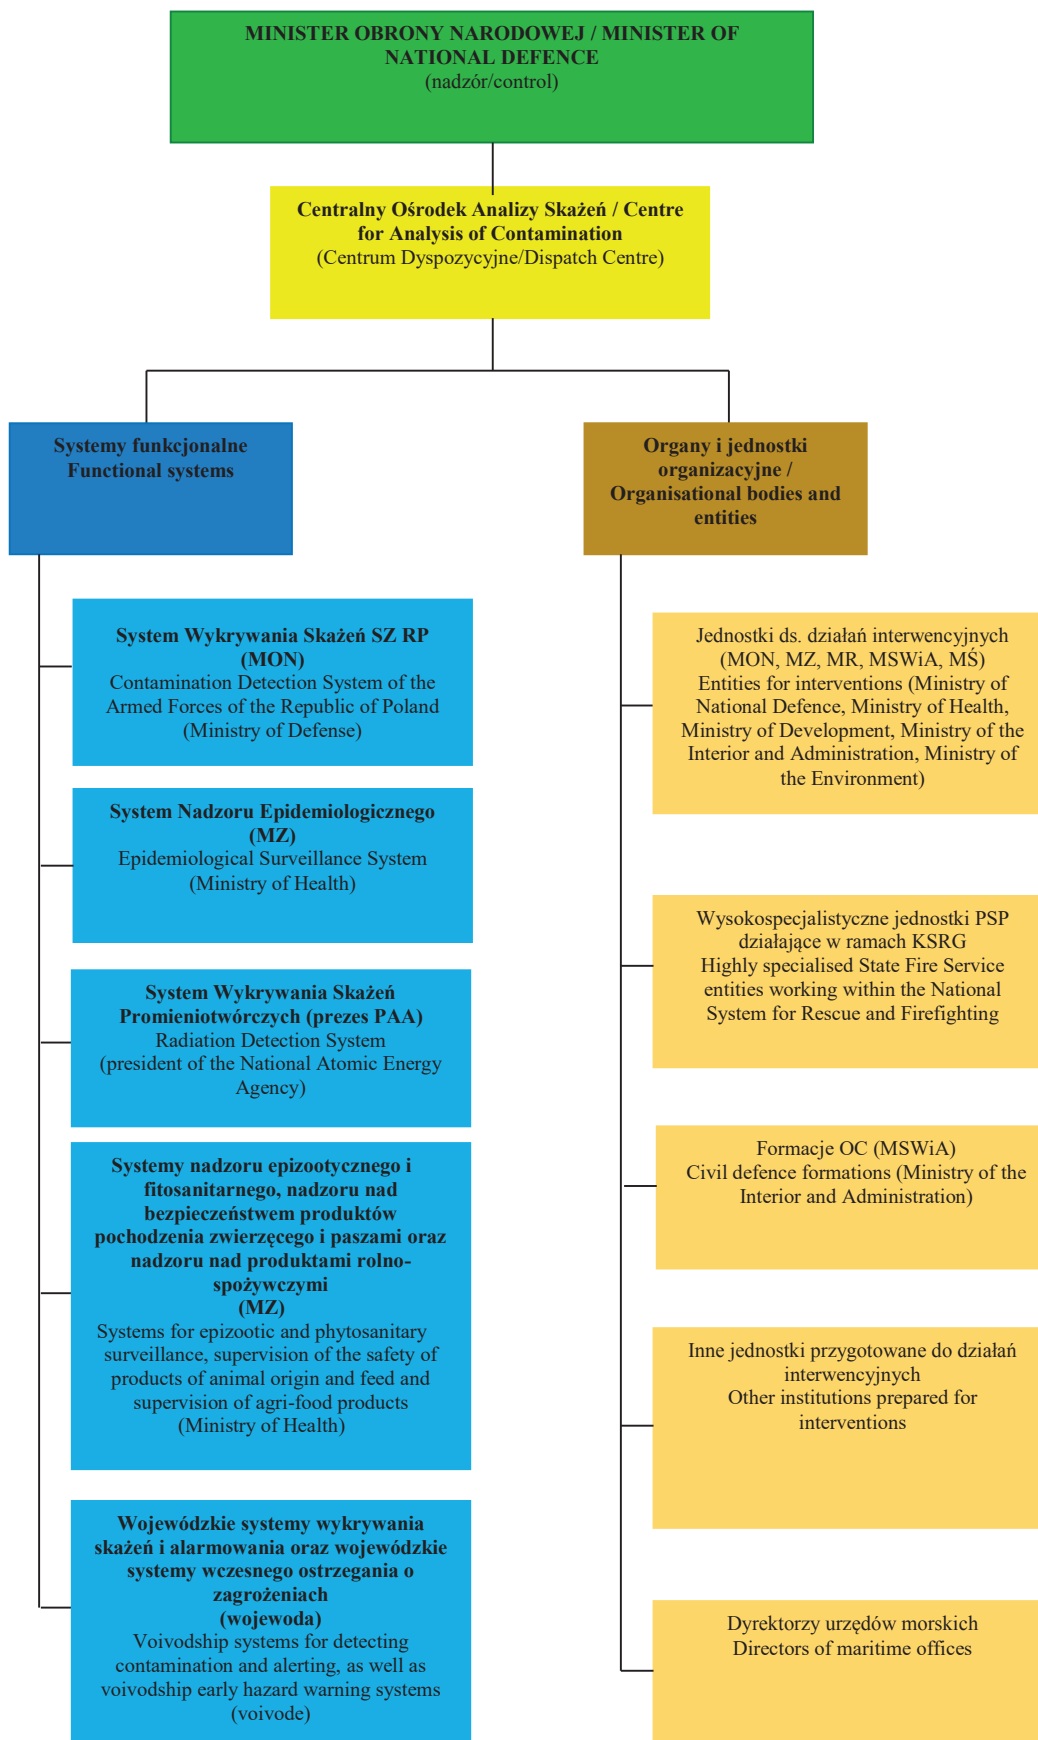 MINISTER OBRONY NARODOWEJ / MINISTER OF
NATIONAL DEFENCE
(nadzór/control)
Centralny Ośrodek Analizy Skażeń / Centre
for Analysis of Contamination
(Centrum Dyspozycyjne/Dispatch Centre)
Systemy funkcjonalne
Functional systems
System Wykrywania Skażeń SZ RP
(MON)
Contamination Detection System of the
Armed Forces of the Republic of Poland
(Ministry of Defense)
System Nadzoru Epidemiologicznego
(MZ)
Epidemiological Surveillance System
(Ministry of Health)
System Wykrywania Skażeń
Promieniotwórczych (prezes PAA)
Radiation Detection System
(president of the National Atomic Energy
Agency)
Systemy nadzoru epizootycznego i
fitosanitarnego, nadzoru nad
bezpieczeństwem produktów
pochodzenia zwierzęcego i paszami oraz
nadzoru nad produktami rolno-
spożywczymi
(MZ)
Systems for epizootic and phytosanitary
surveillance, supervision of the safety of
products of animal origin and feed and
supervision of agri-food products
(Ministry of Health)
Wojewódzkie systemy wykrywania
skażeń i alarmowania oraz wojewódzkie
systemy wczesnego ostrzegania o
zagrożeniach
(wojewoda)
Voivodship systems for detecting
contamination and alerting, as well as
voivodship early hazard warning systems
(voivode)
Organy i jednostki
organizacyjne /
Organisational bodies and
entities
Jednostki ds. działań interwencyjnych
(MON, MZ, MR, MSWiA, MŚ)
Entities for interventions (Ministry of
National Defence, Ministry of Health,
Ministry of Development, Ministry of the
Interior and Administration, Ministry of
the Environment)
Wysokospecjalistyczne jednostki PSP
działające w ramach KSRG
Highly specialised State Fire Service
entities working within the National
System for Rescue and Firefighting
Formacje OC (MSWiA)
Civil defence formations (Ministry of the
Interior and Administration)
Inne jednostki przygotowane do działań
interwencyjnych
Other institutions prepared for
interventions
Dyrektorzy urzędów morskich
Directors of maritime offices